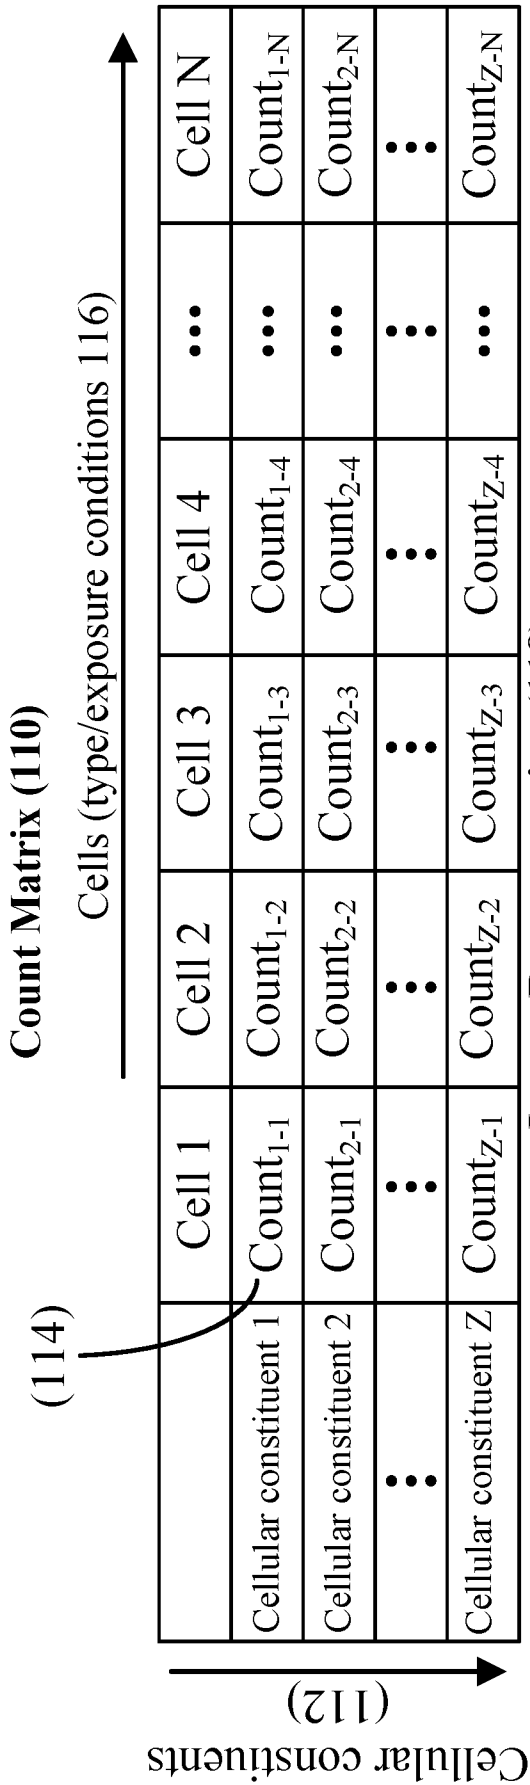 Count Matrix (110)
Cells (type/exposure conditions 116)
(114)
Cell 1 Cell 2 Cell 3 Cell 4 ••• Cell N
Cellular constituent 1 Count1-1 Count1-2 Count1-3 Count1-4 ••• Count1-N
Cellular constituent 2 Count2-1 Count2-2 Count2-3 Count2-4 ••• Count2-N
••• ••• ••• ••• ••• ••• •••
Cellular constituent Z CountZ-1 CountZ-2 CountZ-3 CountZ-4 ••• CountZ-N
Cellular constituents
(112)